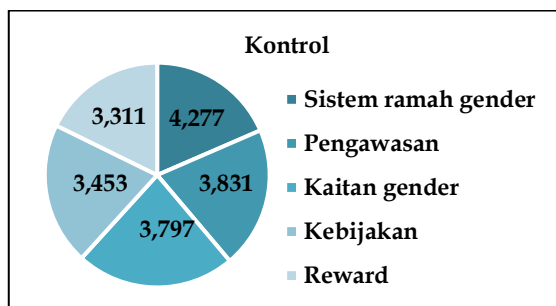 Kontrol
4,277
3,831
3,797
3,453
3,311
Sistem ramah gender
Pengawasan
Kaitan gender
Kebijakan
Reward